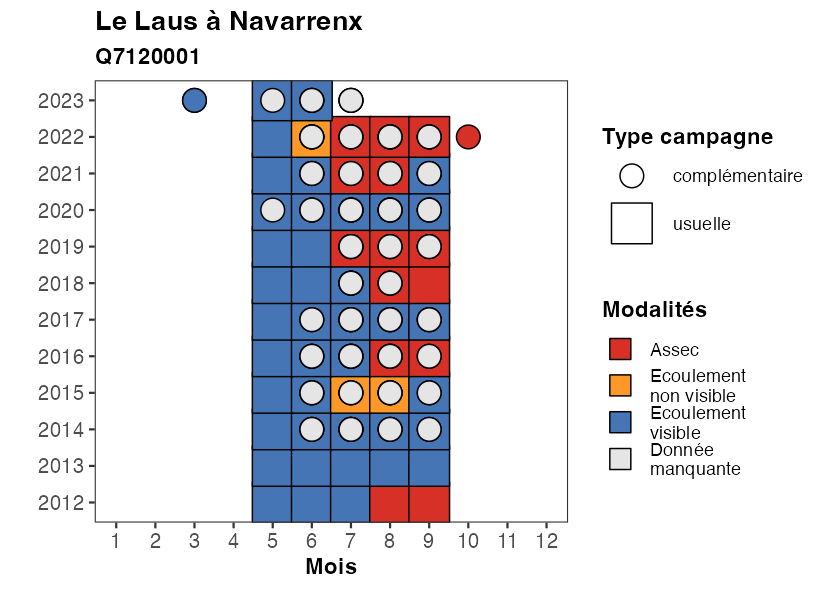 Le Laus à Navarrenx
Q7120001
2023
2022
2021
2020
2019
2018
2017
2016
2015
2014
2013
2012
1 2 3 4 5 6 7 8 9 10 11 12
Mois
Type campagne
complémentaire
usuelle
Modalités
Assec
Ecoulement
non visible
Ecoulement
visible
Donnée
manquante